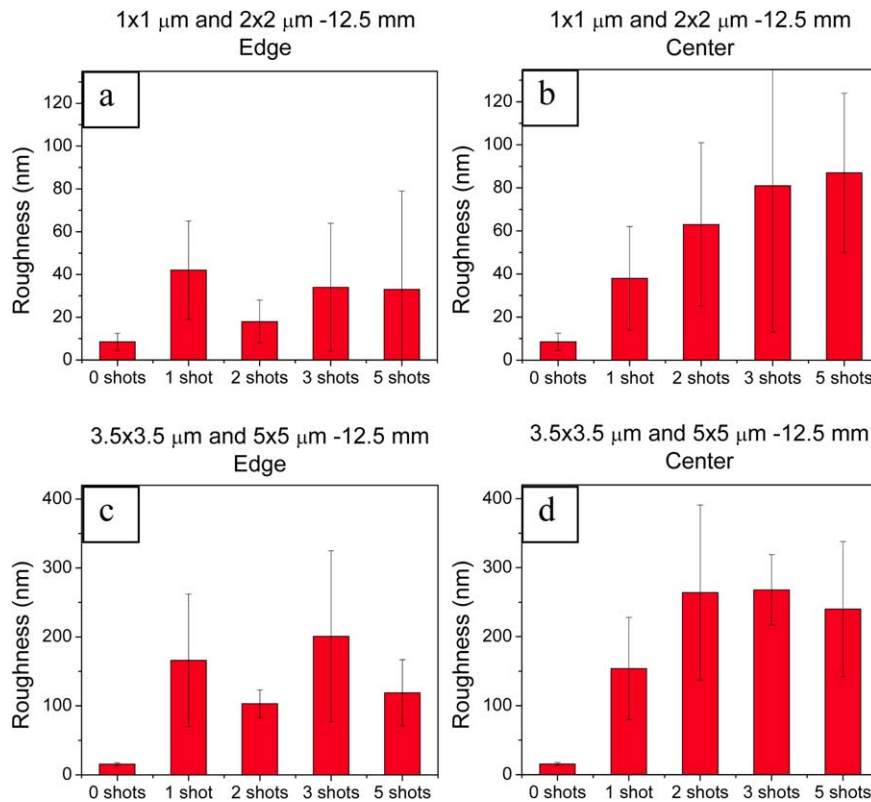 1x1 μm and 2x2 μm -12.5 mm
Edge
a
Roughness (nm)
120
100
80
60
40
20
0
0 shots 1 shot 2 shots 3 shots 5 shots
1x1 μm and 2x2 μm -12.5 mm
Center
b
Roughness (nm)
120
100
80
60
40
20
0
0 shots 1 shot 2 shots 3 shots 5 shots
3.5x3.5 μm and 5x5 μm -12.5 mm
Edge
c
Roughness (nm)
400
300
200
100
0
0 shots 1 shot 2 shots 3 shots 5 shots
3.5x3.5 μm and 5x5 μm -12.5 mm
Center
d
Roughness (nm)
400
300
200
100
0
0 shots 1 shot 2 shots 3 shots 5 shots